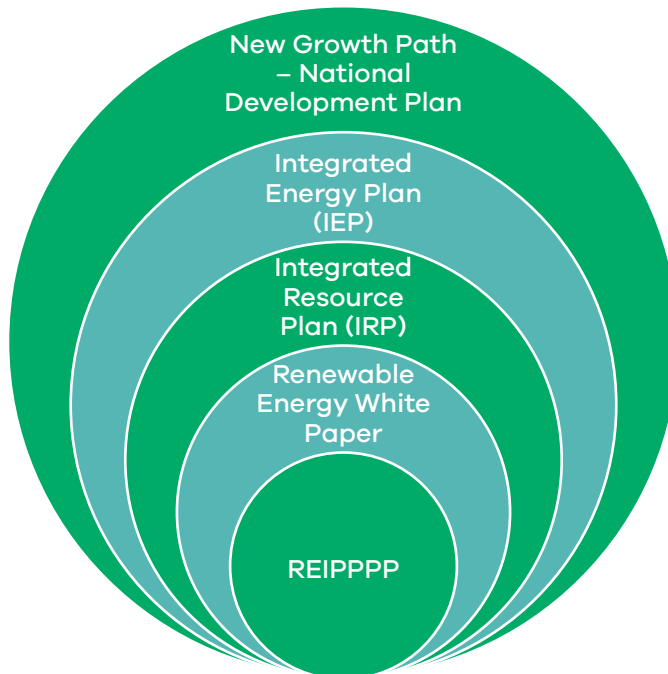 New Growth Path
– National
Development Plan
Integrated
Energy Plan
(IEP)
Integrated
Resource
Plan (IRP)
Renewable
Energy White
Paper
REIPPPP